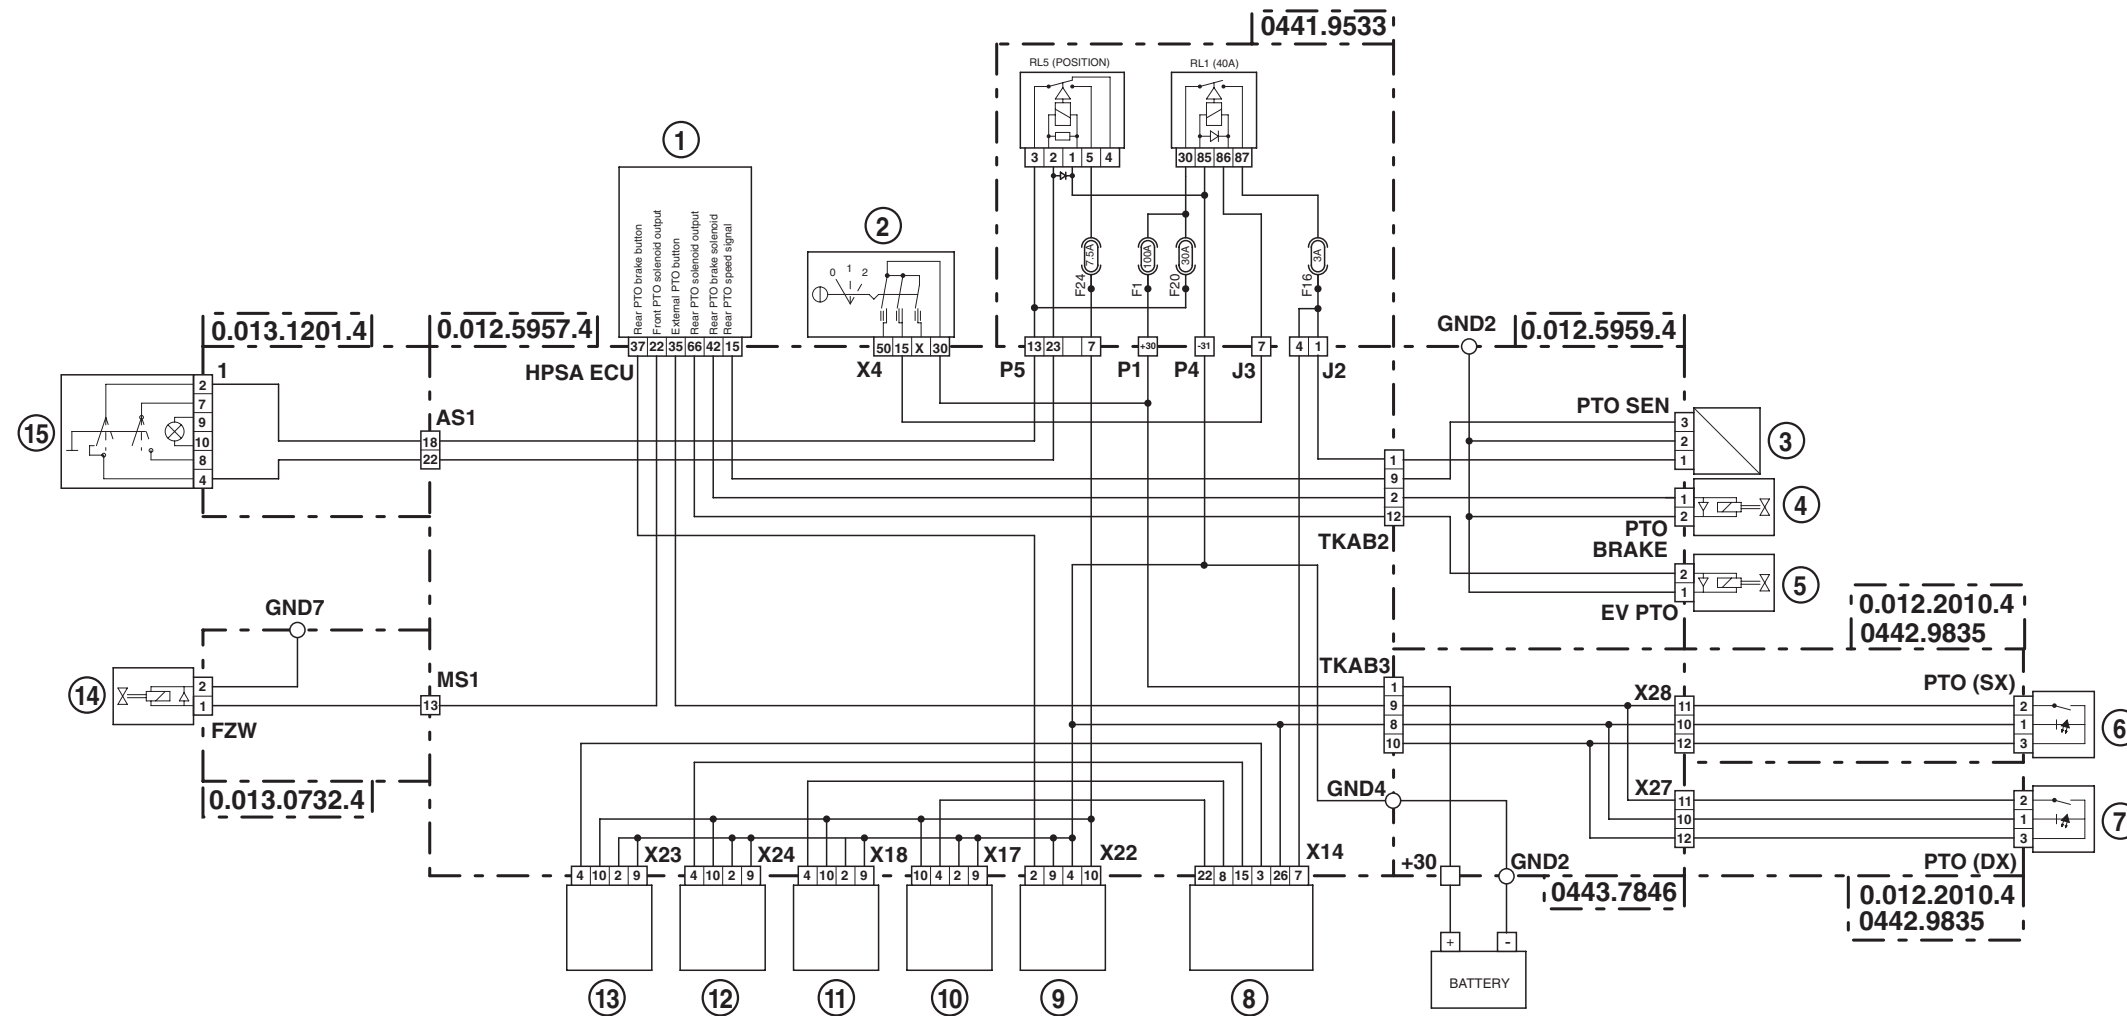 0441.9533
RL5 (POSITION)
RL1 (40A)
3 2 1 5 4
30 85 86 87
1
Rear PTO brake button
Front PTO solenoid output
External PTO button
Rear PTO solenoid output
Rear PTO brake solenoid
Rear PTO speed signal
2
0 1 2
7.5A
F24
100A
F1
30A
F20
3A
F16
0.013.1201.4
0.012.5957.4
37 22 35 66 42 15
HPSA ECU
50 15 X 30
X4
13 23 7
P5
+30
P1
-31
P4
7
J3
4 1
J2
GND2
0.012.5959.4
15
1
2
7
9
10
8
4
AS1
18
22
PTO SEN
3
2
1
3
1
9
2
12
TKAB2
1
2
4
PTO
BRAKE
2
1
5
EV PTO
0.012.2010.4
0442.9835
GND7
14
2
1
FZW
MS1
13
0.013.0732.4
TKAB3
1
9
8
10
X28
11
10
12
PTO (SX)
2
1
3
6
GND4
X27
11
10
12
2
1
3
7
PTO (DX)
X23
4 10 2 9
X24
4 10 2 9
X18
4 10 2 9
X17
10 4 2 9
X22
2 9 4 10
X14
22 8 15 3 26 7
+30
GND2
0443.7846
0.012.2010.4
0442.9835
13
12
11
10
9
8
+ -
BATTERY